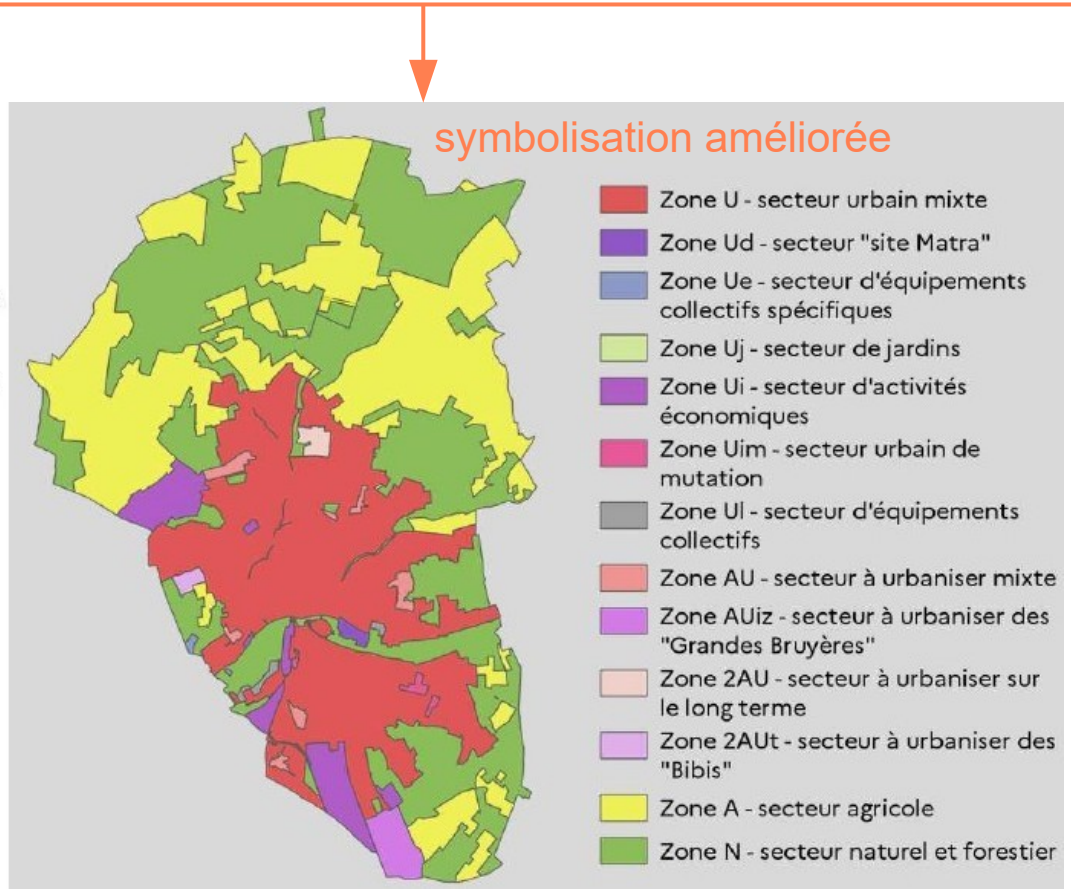 symbolisation améliorée
Zone U - secteur urbain mixte
Zone Ud - secteur "site Matra"
Zone Ue - secteur d'équipements
collectifs spécifiques
Zone Uj - secteur de jardins
Zone Ui - secteur d'activités
économiques
Zone Uim - secteur urbain de
mutation
Zone Ul - secteur d'équipements
collectifs
Zone AU - secteur à urbaniser mixte
Zone AUiz - secteur à urbaniser des
"Grandes Bruyères"
Zone 2AU - secteur à urbaniser sur
le long terme
Zone 2AUt - secteur à urbaniser des
"Bibis"
Zone A - secteur agricole
Zone N - secteur naturel et forestier